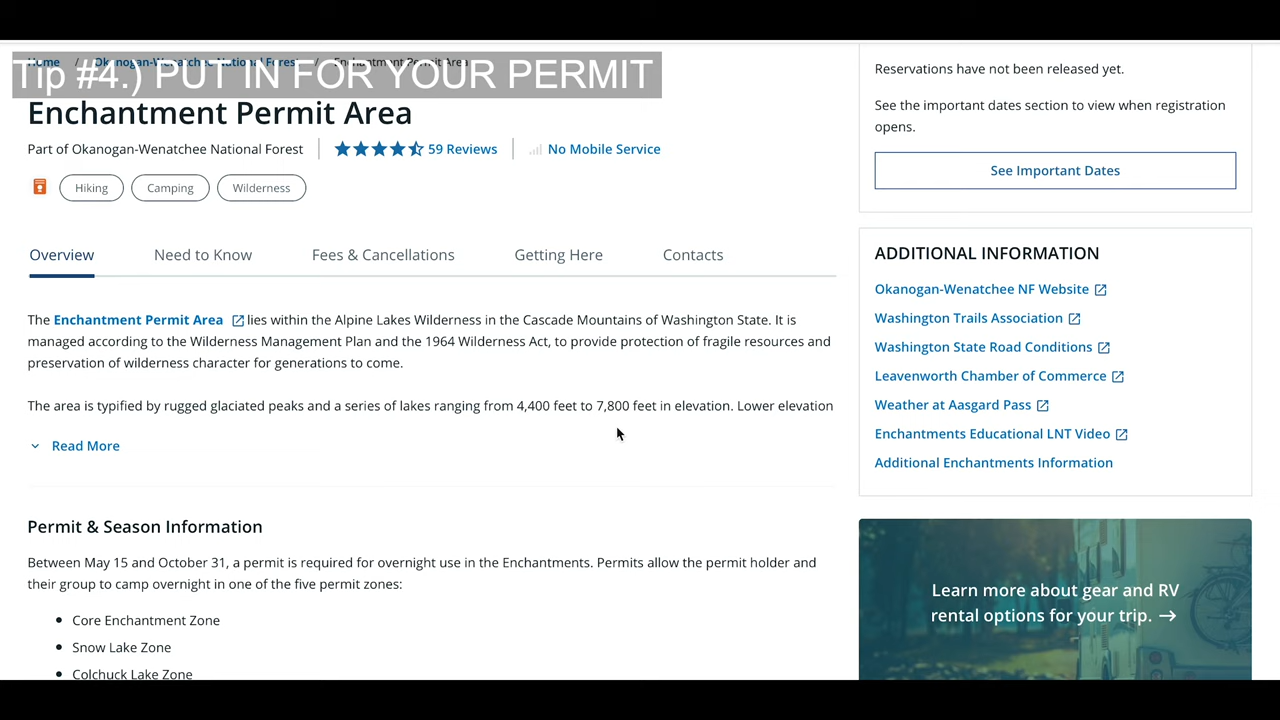 Home / Okanogan-Wenatchee National Forest / Enchantment Permit Area
Tip #4.) PUT IN FOR YOUR PERMIT
Enchantment Permit Area
Part of Okanogan-Wenatchee National Forest
59 Reviews
No Mobile Service
Hiking
Camping
Wilderness
Overview
Need to Know
Fees & Cancellations
Getting Here
Contacts
The Enchantment Permit Area lies within the Alpine Lakes Wilderness in the Cascade Mountains of Washington State. It is
managed according to the Wilderness Management Plan and the 1964 Wilderness Act, to provide protection of fragile resources and
preservation of wilderness character for generations to come.
The area is typified by rugged glaciated peaks and a series of lakes ranging from 4,400 feet to 7,800 feet in elevation. Lower elevation
Read More
Permit & Season Information
Between May 15 and October 31, a permit is required for overnight use in the Enchantments. Permits allow the permit holder and
their group to camp overnight in one of the five permit zones:
Core Enchantment Zone
Snow Lake Zone
Colchuck Lake Zone
Reservations have not been released yet.
See the important dates section to view when registration
opens.
See Important Dates
ADDITIONAL INFORMATION
Okanogan-Wenatchee NF Website
Washington Trails Association
Washington State Road Conditions
Leavenworth Chamber of Commerce
Weather at Aasgard Pass
Enchantments Educational LNT Video
Additional Enchantments Information
Learn more about gear and RV
rental options for your trip. →